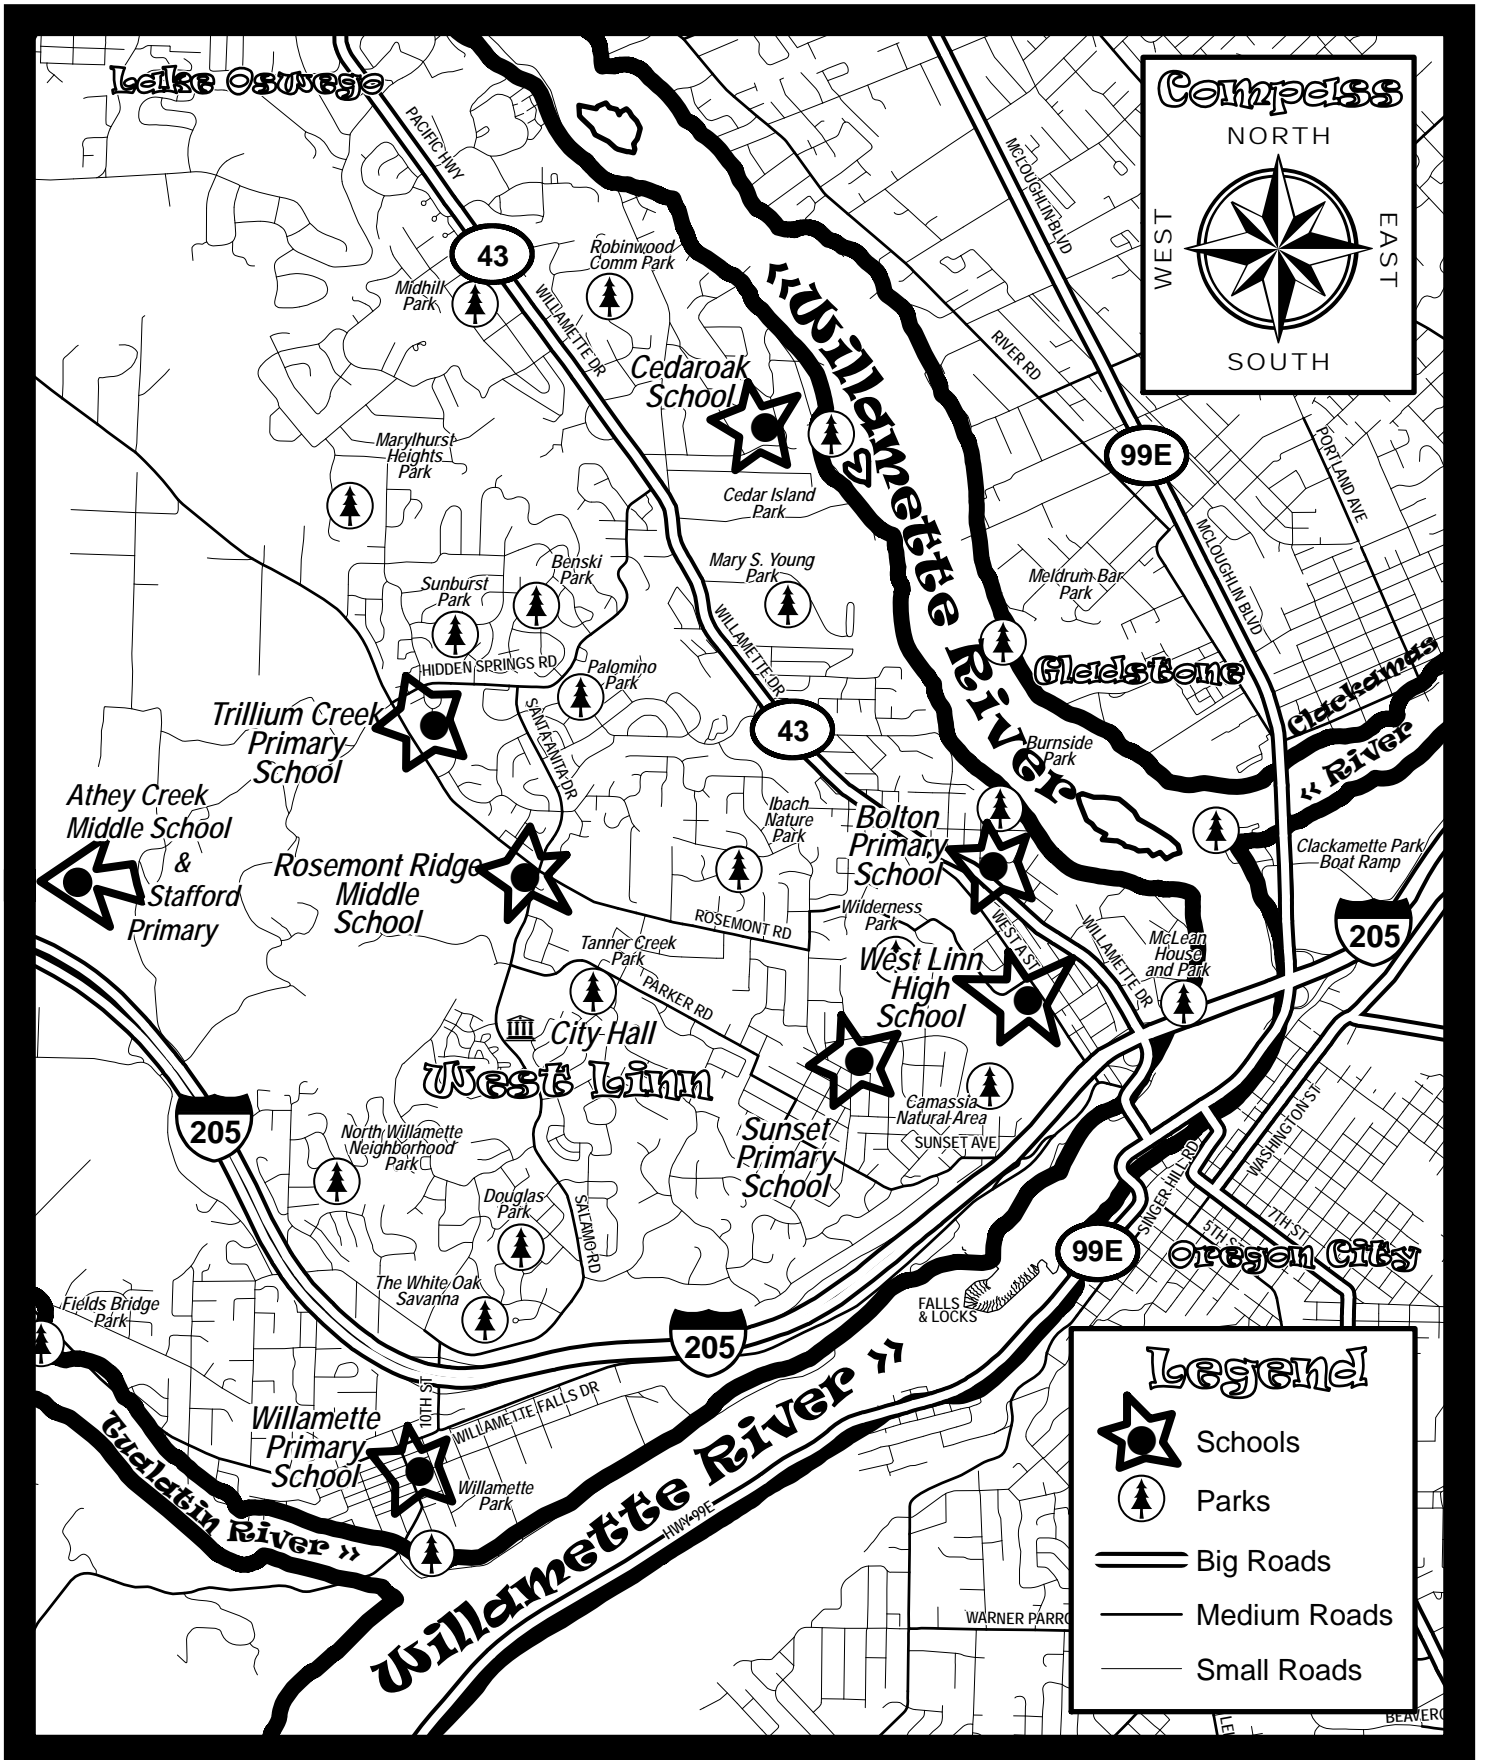 Lake Oswego
PACIFIC HWY
43
Robinwood
Comm Park
Midhill
Park
WILLAMETTE DR
Cedaroak
School
«Willamette River
MCLOUGHLIN BLVD
RIVER RD
99E
PORTLAND AVE
Compass
NORTH
WEST
EAST
SOUTH
Marylhurst
Heights
Park
Cedar Island
Park
Benski
Park
Sunburst
Park
Mary S. Young
Park
Meldrum Bar
Park
MCLOUGHLIN BLVD
HIDDEN SPRINGS RD
Palomino
Park
WILLAMETTE DR
Gladstone
Clackamas
« River
Trillium Creek
Primary
School
SANTA ANITA DR
43
Burnside
Park
Athey Creek
Middle School
&
Stafford
Primary
Ibach
Nature
Park
Bolton
Primary
School
Clackamette Park
Boat Ramp
Rosemont Ridge
Middle
School
ROSEMONT RD
Wilderness
Park
WEST A ST
WILLAMETTE DR
McLean
House
and Park
205
Tanner Creek
Park
PARKER RD
West Linn
High
School
City Hall
West Linn
205
Camassia
Natural Area
SUNSET AVE
Sunset
Primary
School
North Willamette
Neighborhood
Park
Douglas
Park
SALAMO RD
WASHINGTON ST
SINGER HILL RD
7TH ST
5TH ST
99E
Oregon City
The White Oak
Savanna
Fields Bridge
Park
FALLS
& LOCKS
205
10TH ST
WILLAMETTE FALLS DR
Willamette
Primary
School
Willamette
Park
Tualatin River »
Willamette River »
HWY 99E
WARNER PARRO
Legend
Schools
Parks
Big Roads
Medium Roads
Small Roads
BEAVERC